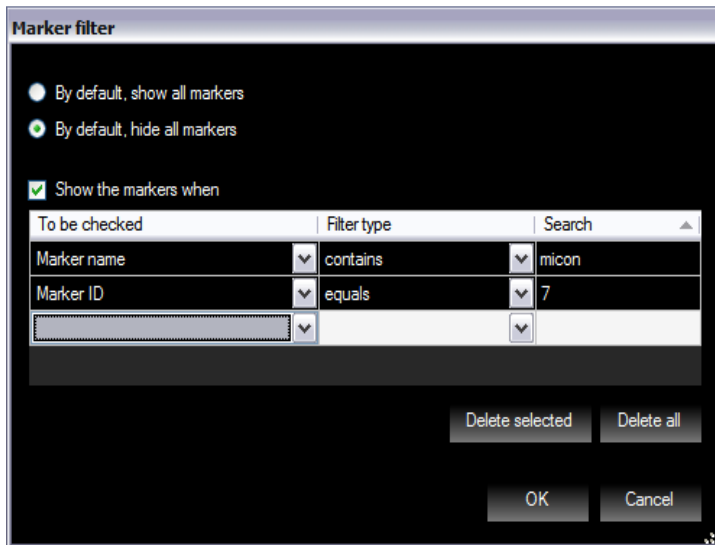 Marker filter
By default, show all markers
By default, hide all markers
Show the markers when
To be checked Filter type Search
Marker name contains micon
Marker ID equals 7
Delete selected Delete all
OK Cancel